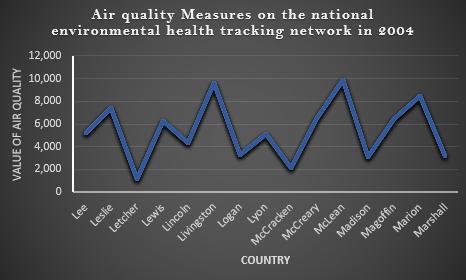 Air quality Measures on the national
environmental health tracking network in 2004
VALUE OF AIR QUALITY
12,000
10,000
8,000
6,000
4,000
2,000
0
Lee
Leslie
Letcher
Lewis
Lincoln
Livingston
Logan
Lyon
McCracken
McCreary
McLean
Madison
Magoffin
Marion
Marshall
COUNTRY